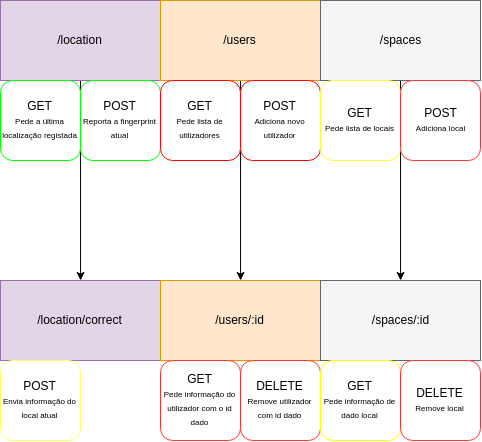 /location
/users
/spaces
GET
Pede a última
localização registada
POST
Reporta a fingerprint
atual
GET
Pede lista de
utilizadores
POST
Adiciona novo
utilizador
GET
Pede lista de locais
POST
Adiciona local
/location/correct
/users/:id
/spaces/:id
POST
Envia informação do
local atual
GET
Pede informação do
utilizador com o id
dado
DELETE
Remove utilizador
com id dado
GET
Pede informação de
dado local
DELETE
Remove local